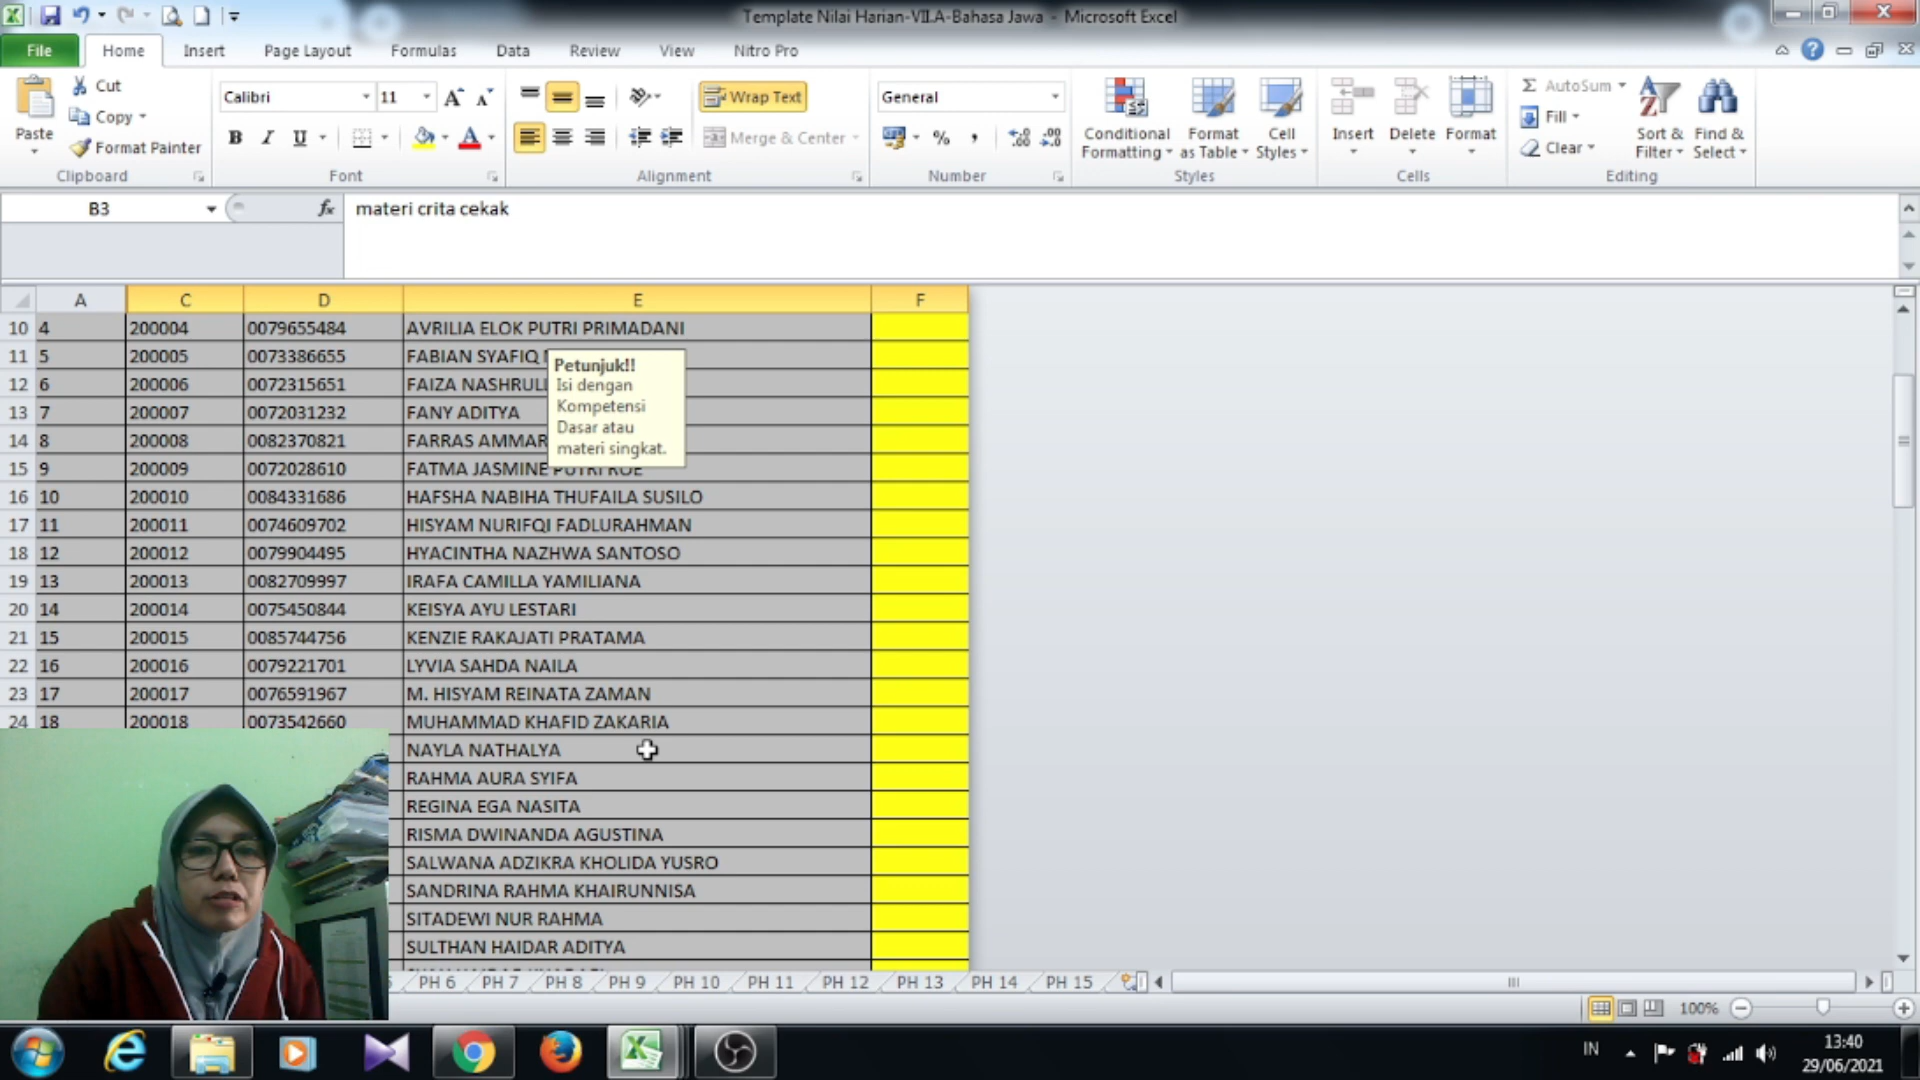 Template Nilai Harian-VII.A-Bahasa Jawa - Microsoft Excel
File Home Insert Page Layout Formulas Data Review View Nitro Pro
Paste
Cut
Copy
Format Painter
Clipboard
Calibri 11
B I U
Font
Wrap Text
Merge & Center
Alignment
General
%
Number
Conditional Formatting
Format as Table
Cell Styles
Styles
Insert Delete Format
Cells
AutoSum
Fill
Clear
Sort & Filter
Find & Select
Editing
B3 fx materi crita cekak
A C D E F
10 4 200004 0079655484 AVRILIA ELOK PUTRI PRIMADANI
11 5 200005 0073386655 FABIAN SYAFIQ
12 6 200006 0072315651 FAIZA NASHRULL
13 7 200007 0072031232 FANY ADITYA
14 8 200008 0082370821 FARRAS AMMAR
15 9 200009 0072028610 FATMA JASMINE PUTRI ROE
16 10 200010 0084331686 HAFSHA NABIHA THUFAILA SUSILO
17 11 200011 0074609702 HISYAM NURIFQI FADLURAHMAN
18 12 200012 0079904495 HYACINTHA NAZHWA SANTOSO
19 13 200013 0082709997 IRAFA CAMILLA YAMILIANA
20 14 200014 0075450844 KEISYA AYU LESTARI
21 15 200015 0085744756 KENZIE RAKAJATI PRATAMA
22 16 200016 0079221701 LYVIA SAHDA NAILA
23 17 200017 0076591967 M. HISYAM REINATA ZAMAN
24 18 200018 0073542660 MUHAMMAD KHAFID ZAKARIA
NAYLA NATHALYA
RAHMA AURA SYIFA
REGINA EGA NASITA
RISMA DWINANDA AGUSTINA
SALWANA ADZIKRA KHOLIDA YUSRO
SANDRINA RAHMA KHAIRUNNISA
SITADEWI NUR RAHMA
SULTHAN HAIDAR ADITYA
Petunjuk!!
Isi dengan
Kompetensi
Dasar atau
materi singkat.
PH 6 PH 7 PH 8 PH 9 PH 10 PH 11 PH 12 PH 13 PH 14 PH 15
100%
IN
13:40
29/06/2021